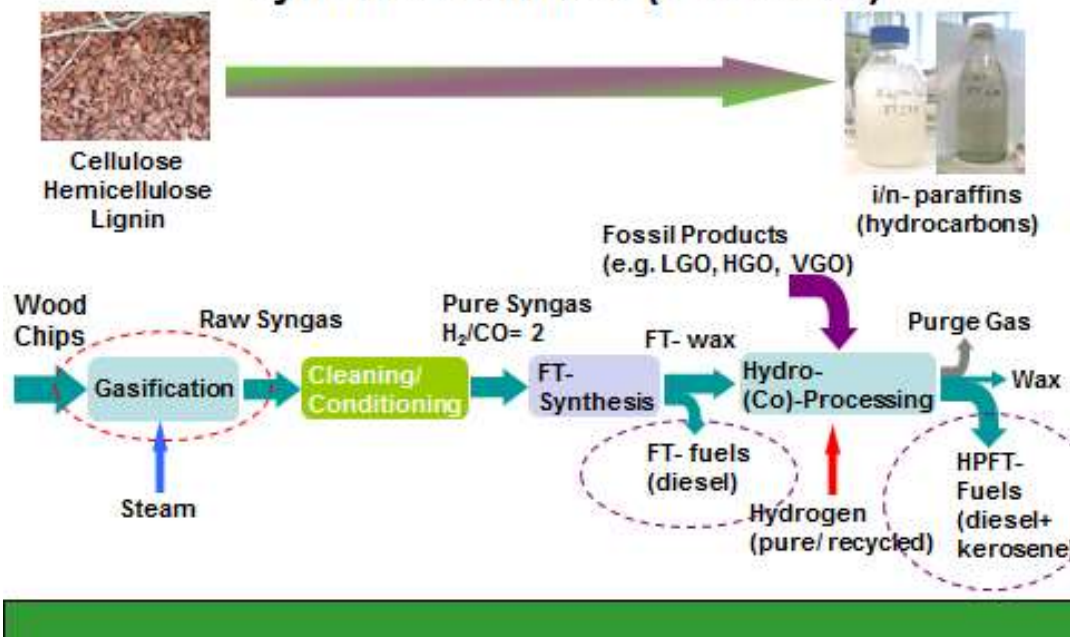 Cellulose
Hemicellulose
Lignin
i/n- paraffins
(hydrocarbons)
Fossil Products
(e.g. LGO, HGO, VGO)
Wood
Chips
Raw Syngas
Pure Syngas
H₂/CO= 2
FT- wax
Purge Gas
Gasification
Cleaning/
Conditioning
FT-
Synthesis
Hydro-
(Co)-Processing
Wax
Steam
FT- fuels
(diesel)
Hydrogen
(pure/ recycled)
HPFT-
Fuels
(diesel+
kerosene)